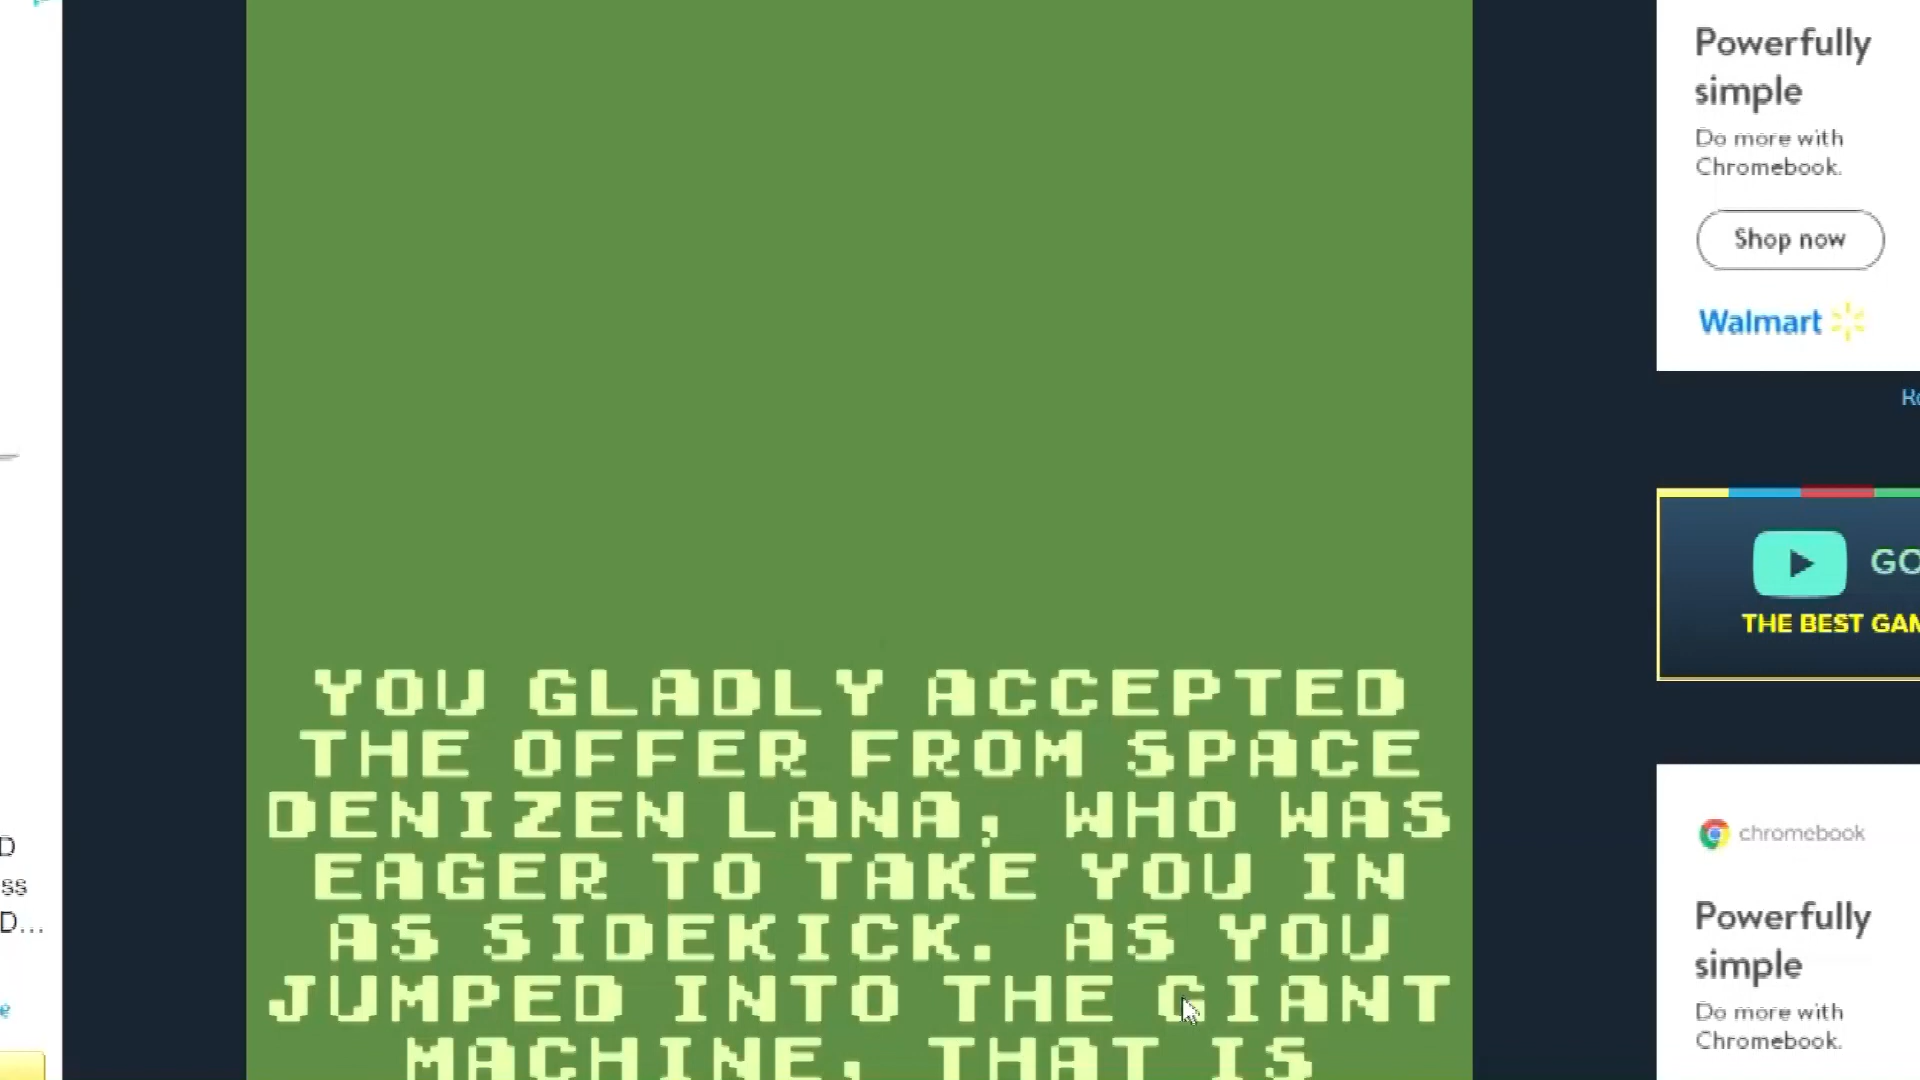 YOU GLADLY ACCEPTED
THE OFFER FROM SPACE
DENIZEN LANA, WHO WAS
EAGER TO TAKE YOU IN
AS SIDEKICK. AS YOU
JUMPED INTO THE GIANT
MACHINE, THAT IS
Powerfully
simple
Do more with
Chromebook.
Shop now
Walmart
GO
THE BEST GAM
chromebook
Powerfully
simple
Do more with
Chromebook.
D
ss
D...
e